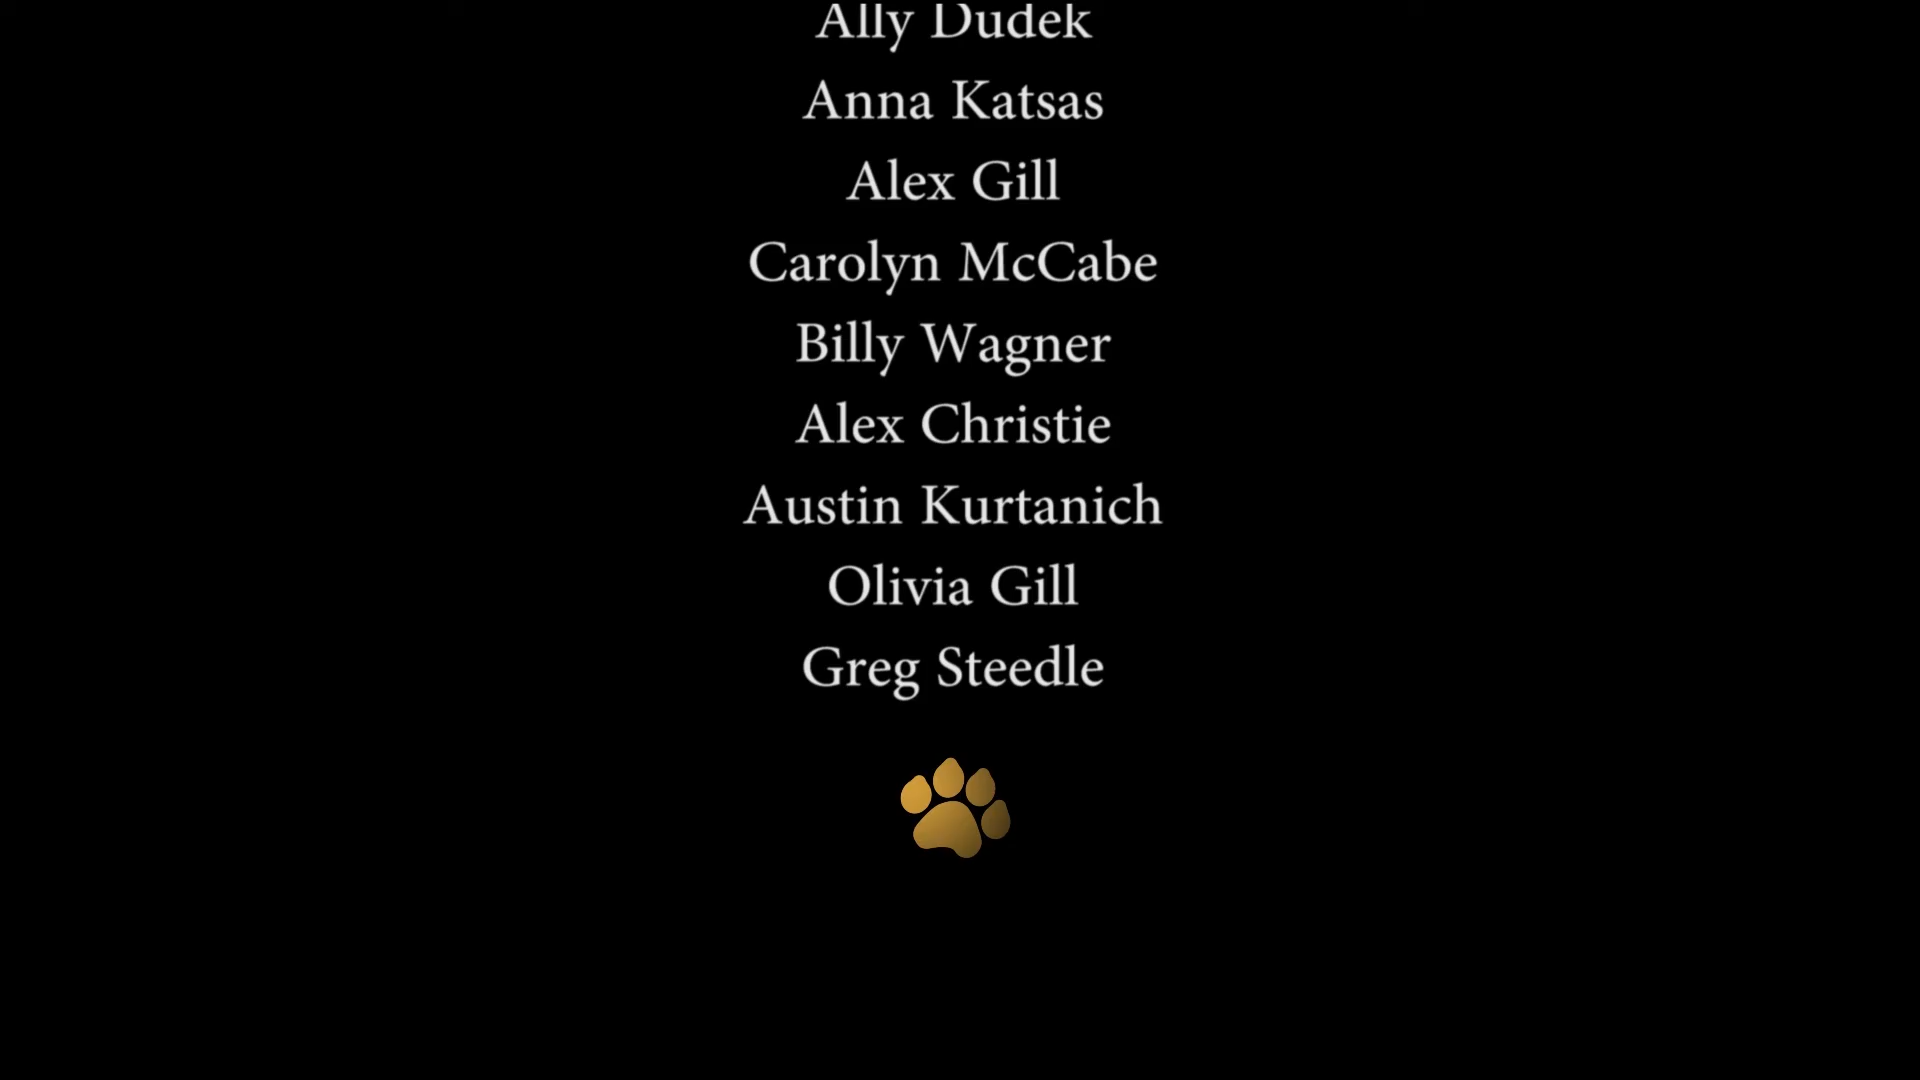 Ally Dudek
Anna Katsas
Alex Gill
Carolyn McCabe
Billy Wagner
Alex Christie
Austin Kurtanich
Olivia Gill
Greg Steedle